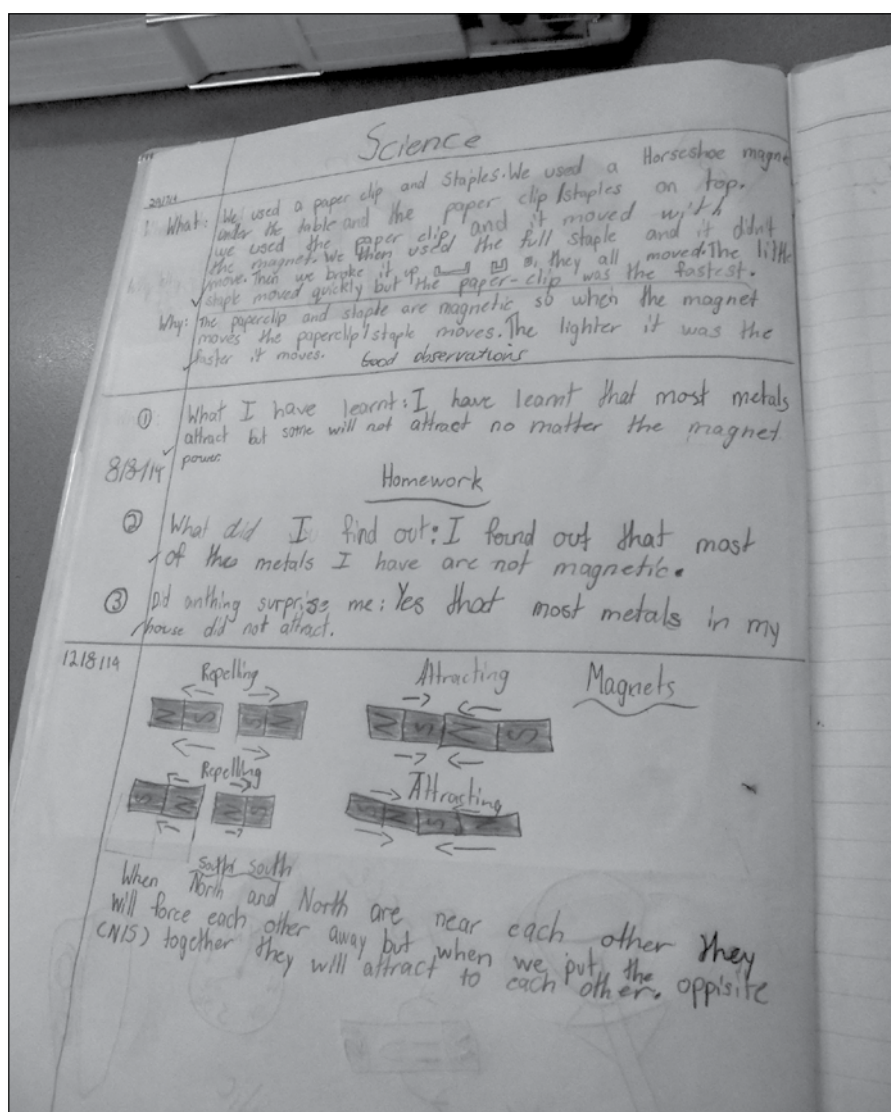 Science
What: We used a paper clip and staples. We used a Horseshoe magne
under the table and the paper clip/staples on top.
we used the paper clip and it moved with
the magnet. We then used the full staple and it didn't
move. Then we broke it up, they all moved. The little
staple moved quickly but the paper-clip was the fastest.
Why: The paperclip and staple are magnetic so when the magnet
moves the paperclip/staple moves. The lighter it was the
faster it moves. Good observations
① What I have learnt: I have learnt that most metals
attract but some will not attract no matter the magnet
power.
8/8/14
Homework
② What did I find out: I found out that most
of the metals I have are not magnetic.
③ Did anthing surprise me: Yes that most metals in my
house did not attract.
12/8/14
Repelling Attracting Magnets
N S S N N S N S
Repelling Attracting
S N N S S N S N
south south
When North and North are near each other they
will force each other away but when we put the oppisite
(N/S) together they will attract to each other.